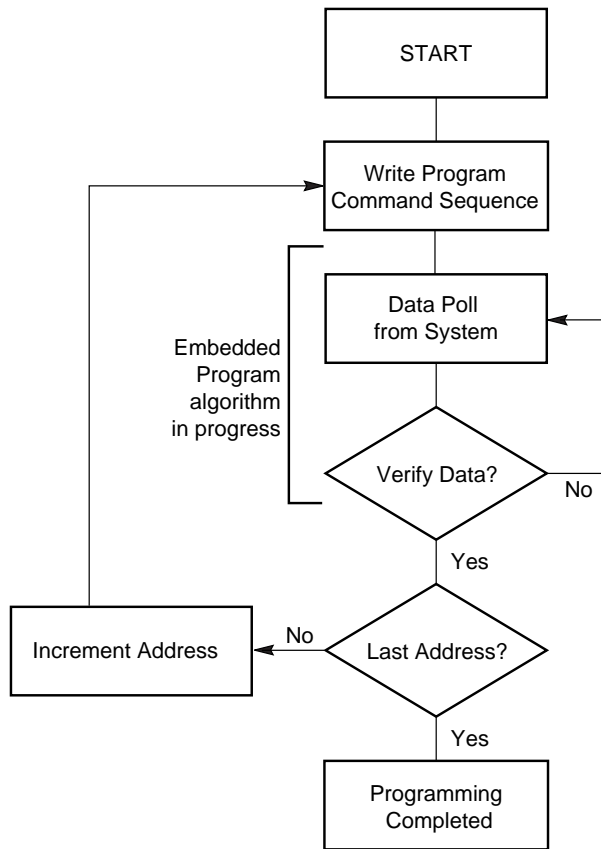 START
Write Program
Command Sequence
Data Poll
from System
Embedded
Program
algorithm
in progress
Verify Data?
No
Yes
Increment Address
No
Last Address?
Yes
Programming
Completed